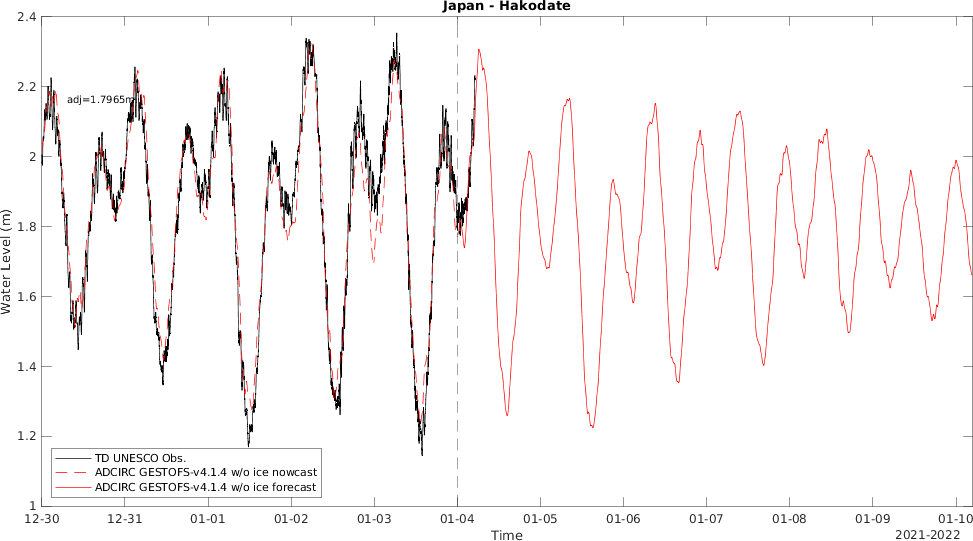 Japan - Hakodate
2.4
2.2
2
1.8
1.6
1.4
1.2
1
Water Level (m)
adj=1.7965m
TD UNESCO Obs.
ADCIRC GESTOFS-v4.1.4 w/o ice nowcast
ADCIRC GESTOFS-v4.1.4 w/o ice forecast
12-30 12-31 01-01 01-02 01-03 01-04 01-05 01-06 01-07 01-08 01-09 01-10
Time
2021-2022